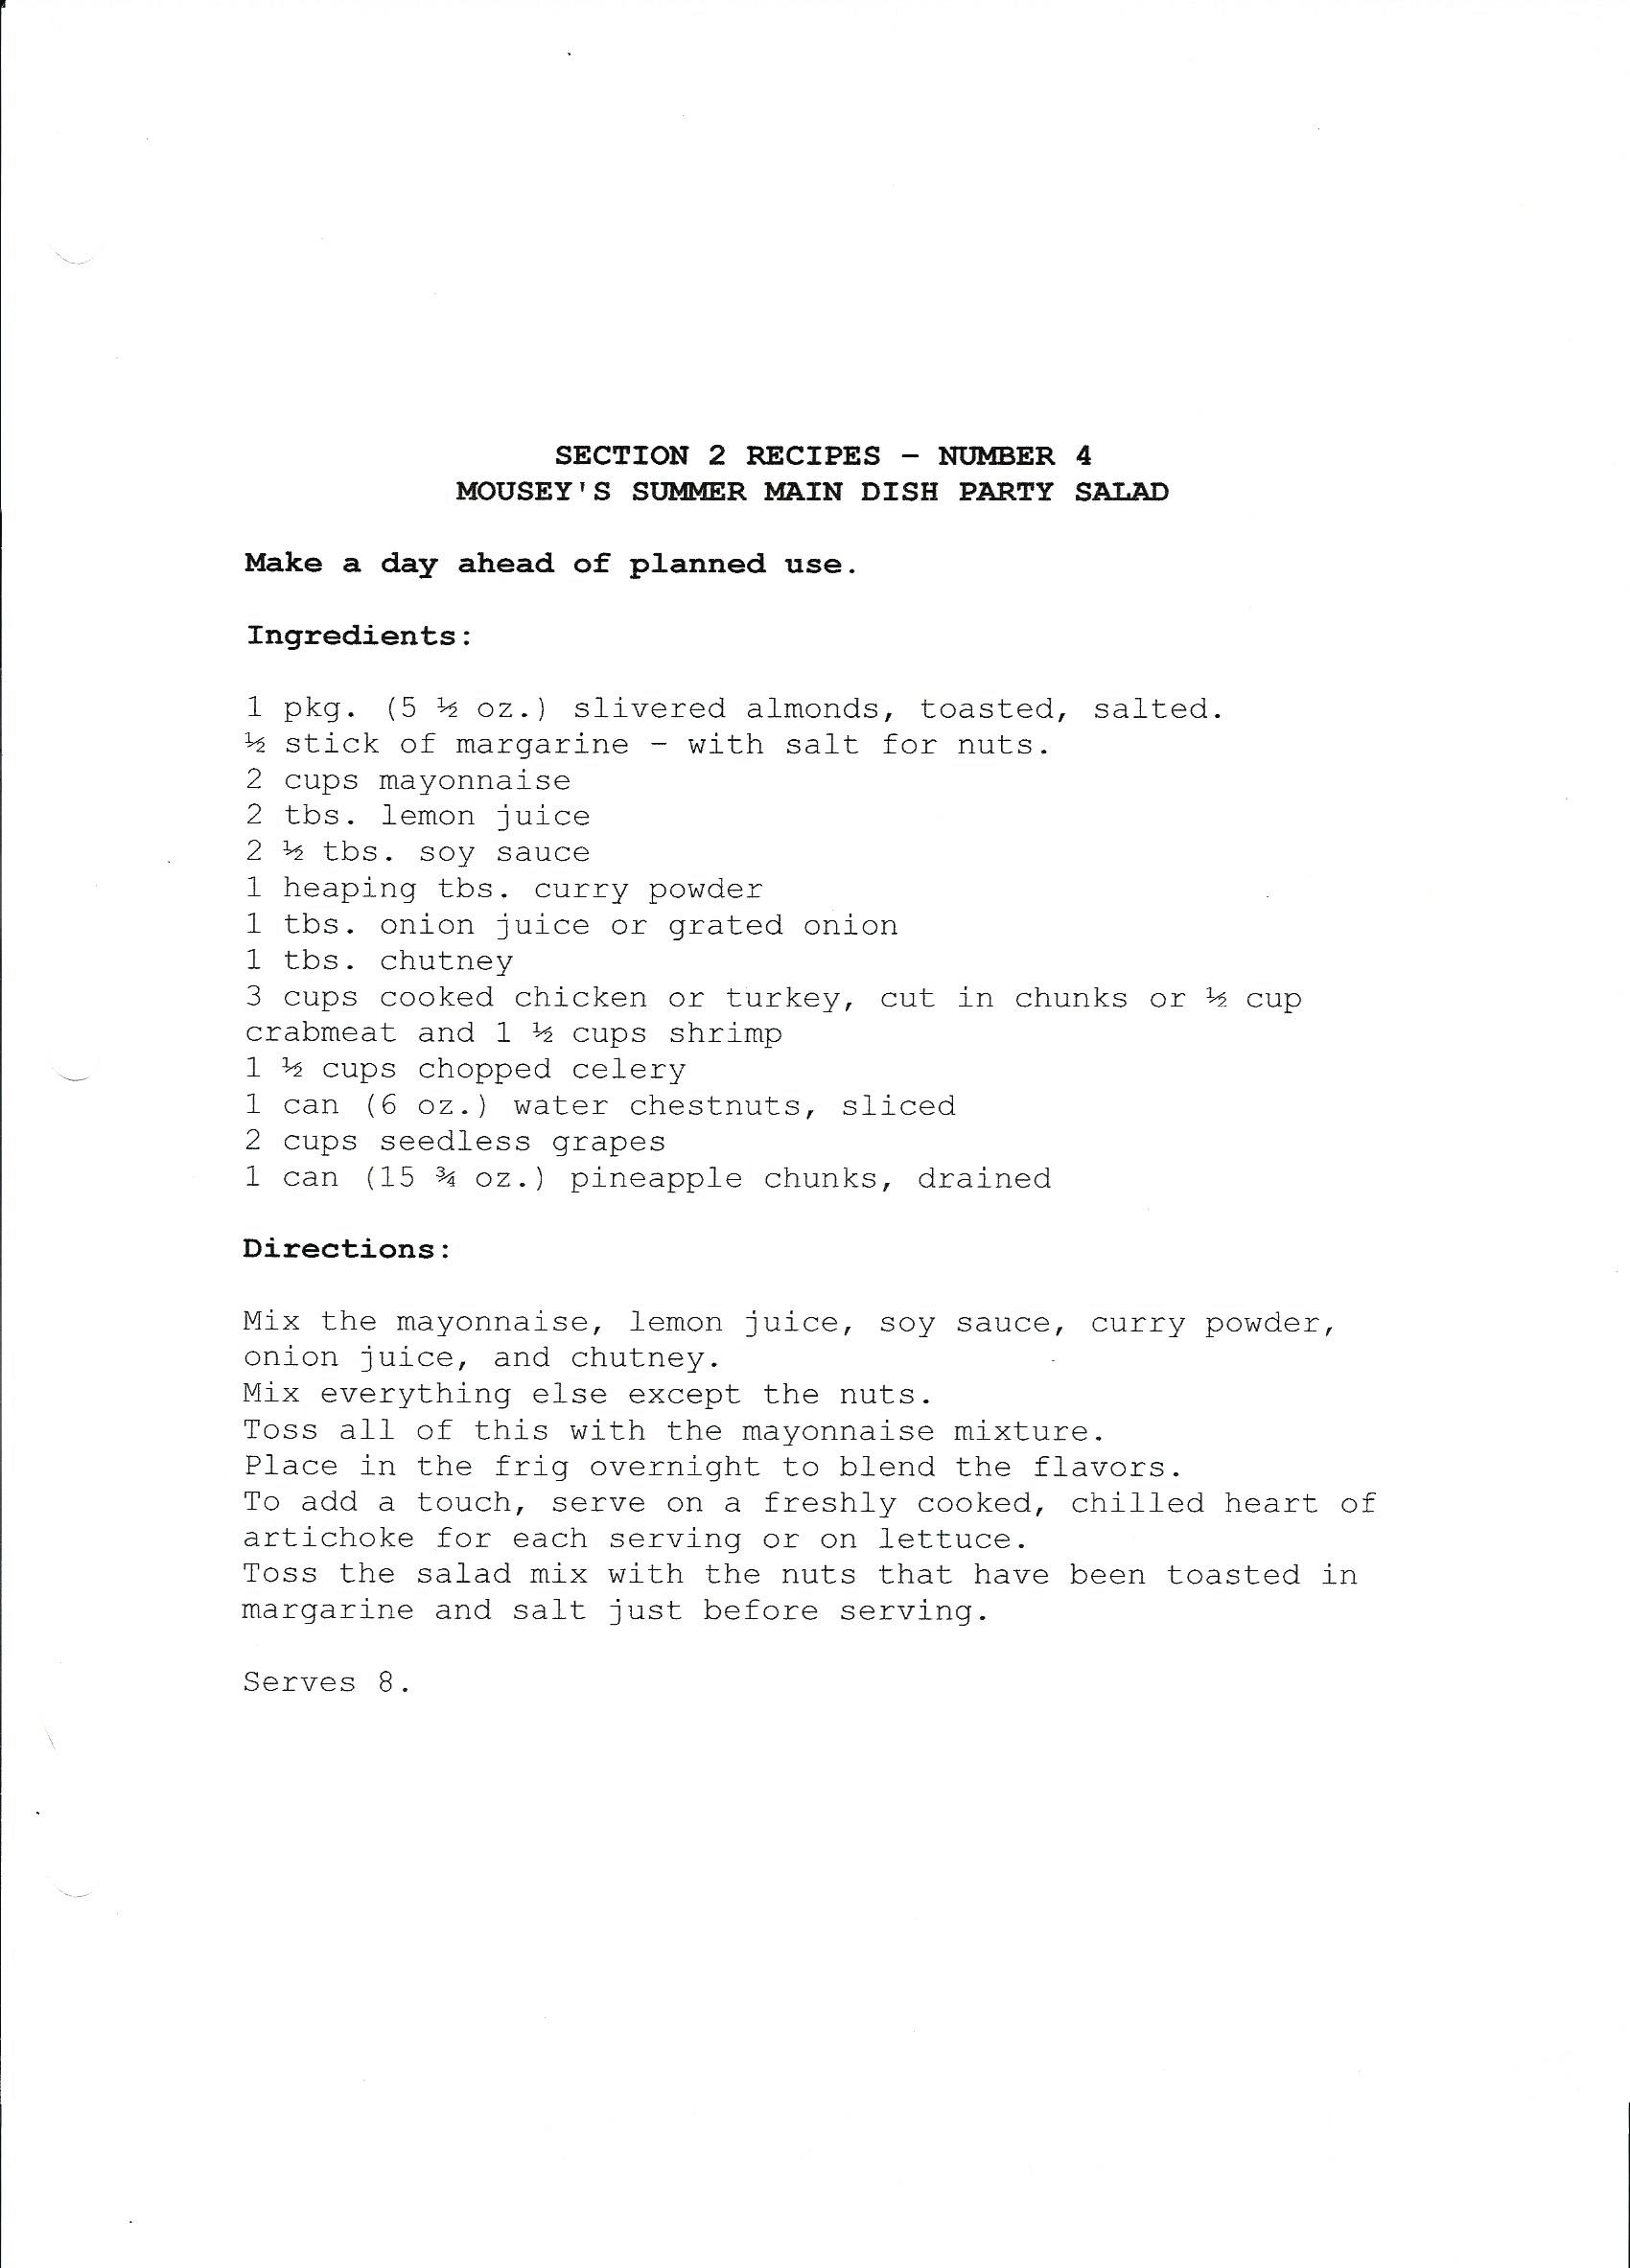 SECTION 2 RECIPES – NUMBER 4
MOUSEY'S SUMMER MAIN DISH PARTY SALAD
Make a day ahead of planned use.
Ingredients:
1 pkg. (5 ½ oz.) slivered almonds, toasted, salted.
½ stick of margarine – with salt for nuts.
2 cups mayonnaise
2 tbs. lemon juice
2 ½ tbs. soy sauce
1 heaping tbs. curry powder
1 tbs. onion juice or grated onion
1 tbs. chutney
3 cups cooked chicken or turkey, cut in chunks or ½ cup
crabmeat and 1 ½ cups shrimp
1 ½ cups chopped celery
1 can (6 oz.) water chestnuts, sliced
2 cups seedless grapes
1 can (15 ¾ oz.) pineapple chunks, drained
Directions:
Mix the mayonnaise, lemon juice, soy sauce, curry powder,
onion juice, and chutney.
Mix everything else except the nuts.
Toss all of this with the mayonnaise mixture.
Place in the frig overnight to blend the flavors.
To add a touch, serve on a freshly cooked, chilled heart of
artichoke for each serving or on lettuce.
Toss the salad mix with the nuts that have been toasted in
margarine and salt just before serving.
Serves 8.